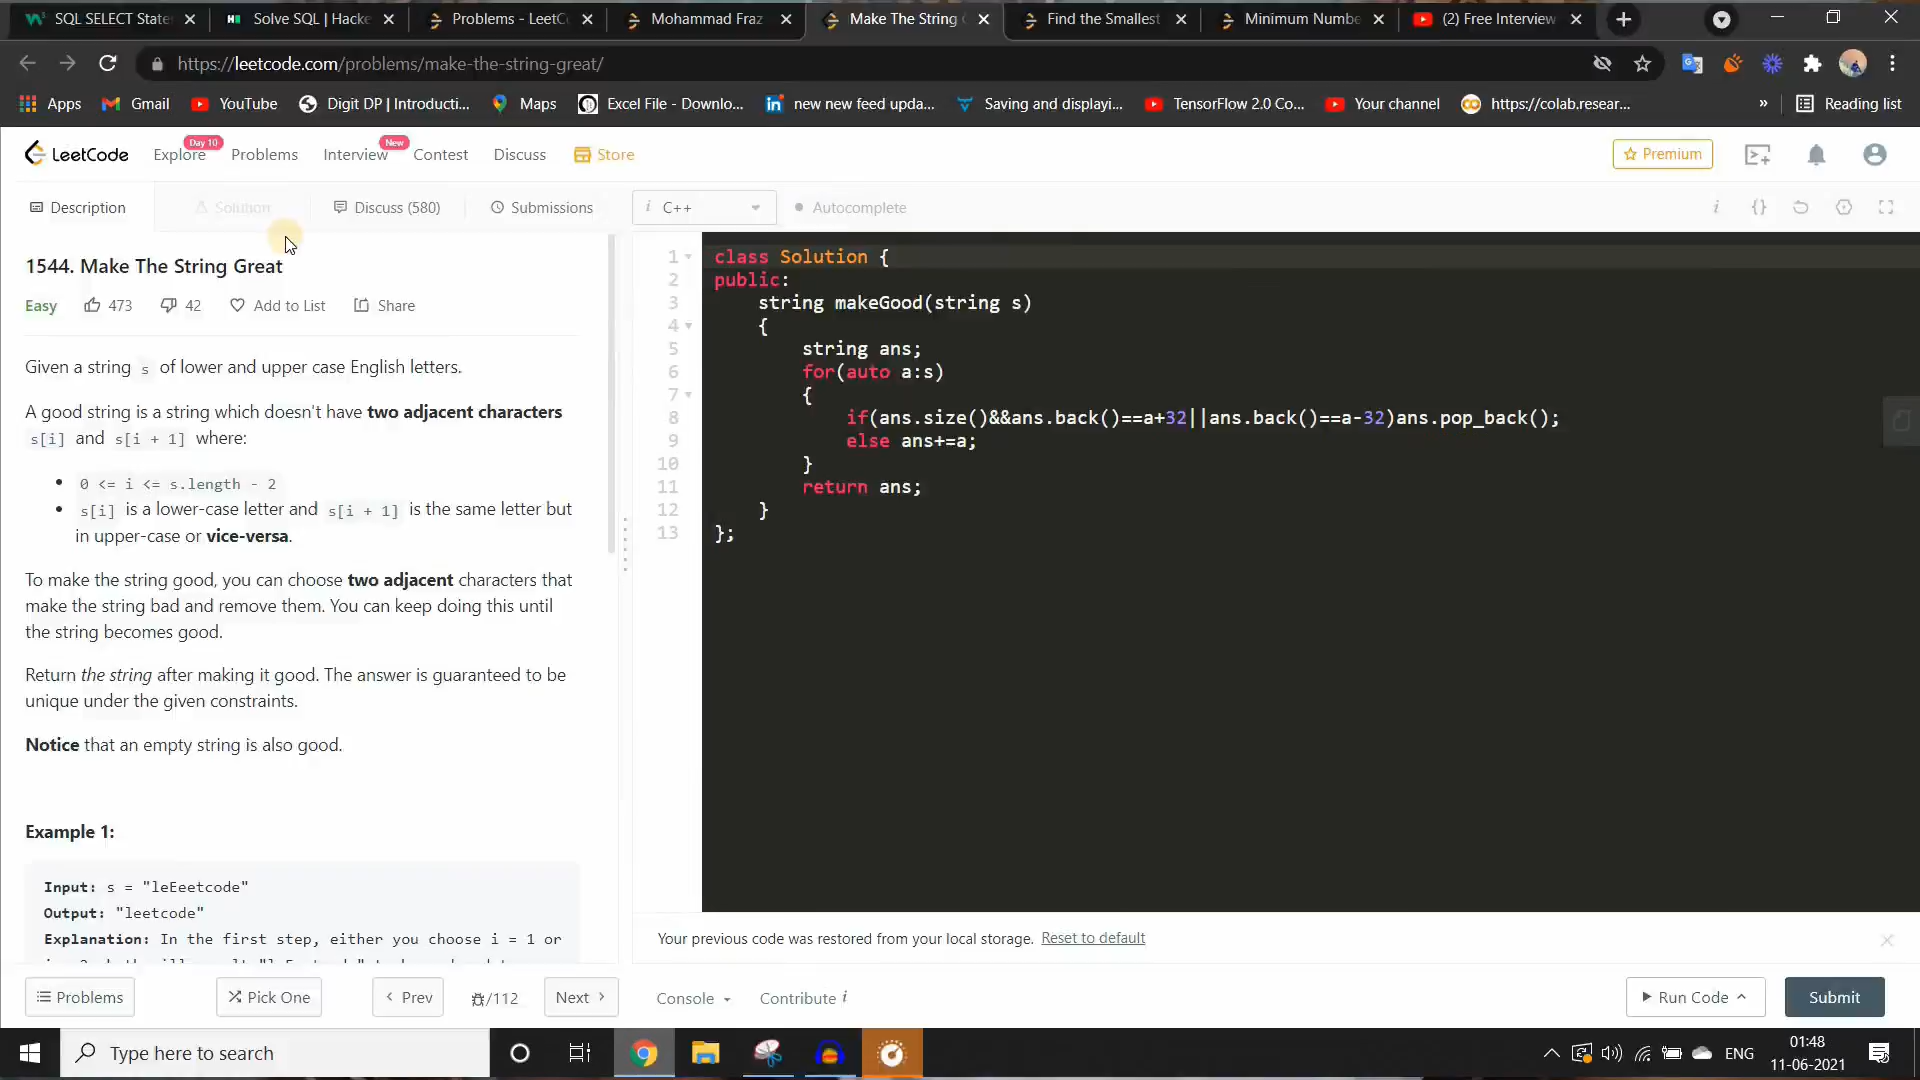 SQL SELECT State
Solve SQL | Hacke
Problems - LeetCo
Mohammad Fraz
Make The String G
Find the Smallest
Minimum Numbe
(2) Free Interview
https://leetcode.com/problems/make-the-string-great/
Apps
Gmail
YouTube
Digit DP | Introducti...
Maps
Excel File - Downlo...
new new feed upda...
Saving and displayi...
TensorFlow 2.0 Co...
Your channel
https://colab.resear...
»
Reading list
LeetCode
Explore
Day 10
Problems
Interview
New
Contest
Discuss
Store
Premium
Description
Solution
Discuss (580)
Submissions
i C++
Autocomplete
1544. Make The String Great
Easy
473
42
Add to List
Share
Given a string s of lower and upper case English letters.
A good string is a string which doesn't have two adjacent characters
s[i] and s[i + 1] where:
• 0 <= i <= s.length - 2
• s[i] is a lower-case letter and s[i + 1] is the same letter but
in upper-case or vice-versa.
To make the string good, you can choose two adjacent characters that
make the string bad and remove them. You can keep doing this until
the string becomes good.
Return the string after making it good. The answer is guaranteed to be
unique under the given constraints.
Notice that an empty string is also good.
Example 1:
Input: s = "leEeetcode"
Output: "leetcode"
Explanation: In the first step, either you choose i = 1 or
1 class Solution {
2 public:
3 string makeGood(string s)
4 {
5 string ans;
6 for(auto a:s)
7 {
8 if(ans.size()&&ans.back()==a+32||ans.back()==a-32)ans.pop_back();
9 else ans+=a;
10 }
11 return ans;
12 }
13 };
Your previous code was restored from your local storage. Reset to default
Problems
Pick One
Prev
/112
Next
Console
Contribute i
Run Code
Submit
Type here to search
ENG
01:48
11-06-2021